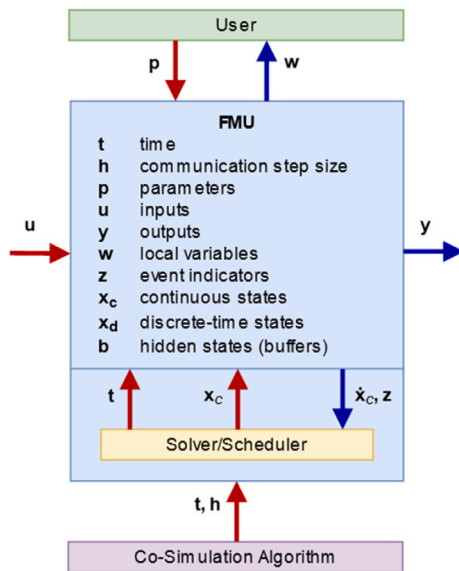 User
p
w
FMU
t time
h communication step size
p parameters
u inputs
y outputs
w local variables
z event indicators
xc continuous states
xd discrete-time states
b hidden states (buffers)
u
y
t
xC
ẋC, z
Solver/Scheduler
t, h
Co-Simulation Algorithm